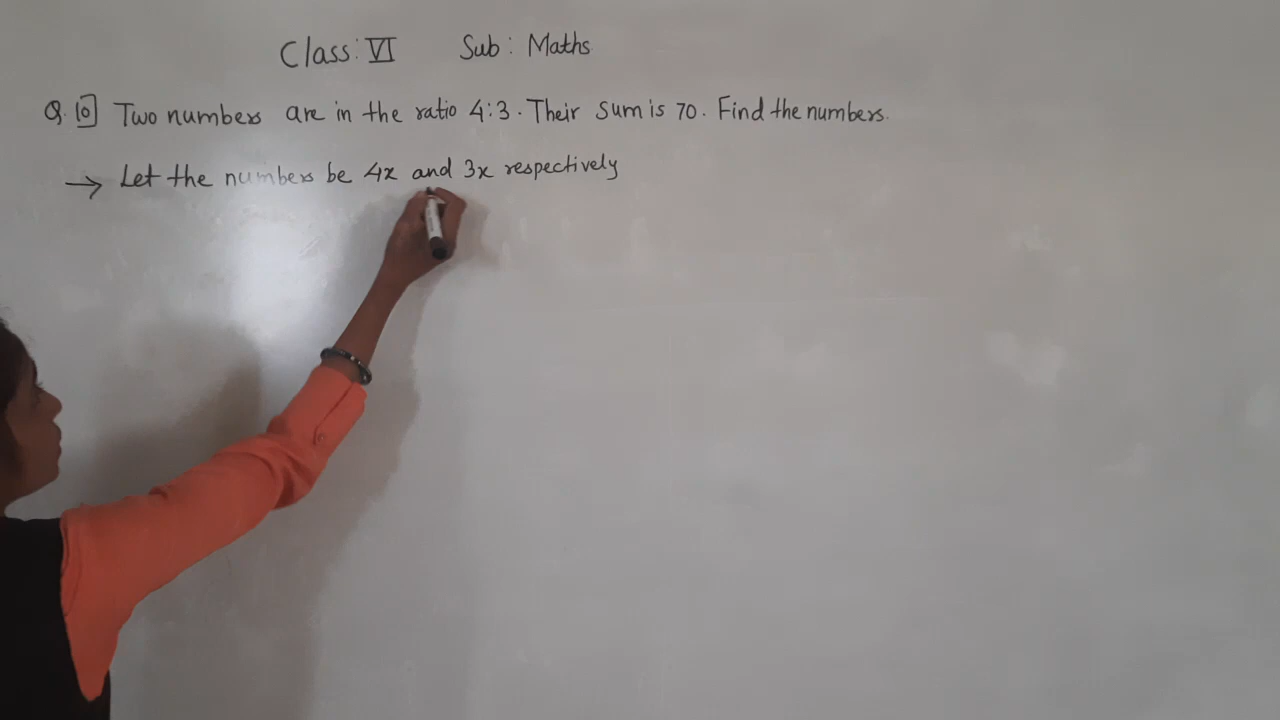 Class: VI Sub: Maths
Q. 10 Two numbers are in the ratio 4:3. Their sum is 70. Find the numbers.
→ Let the numbers be 4x and 3x respectively